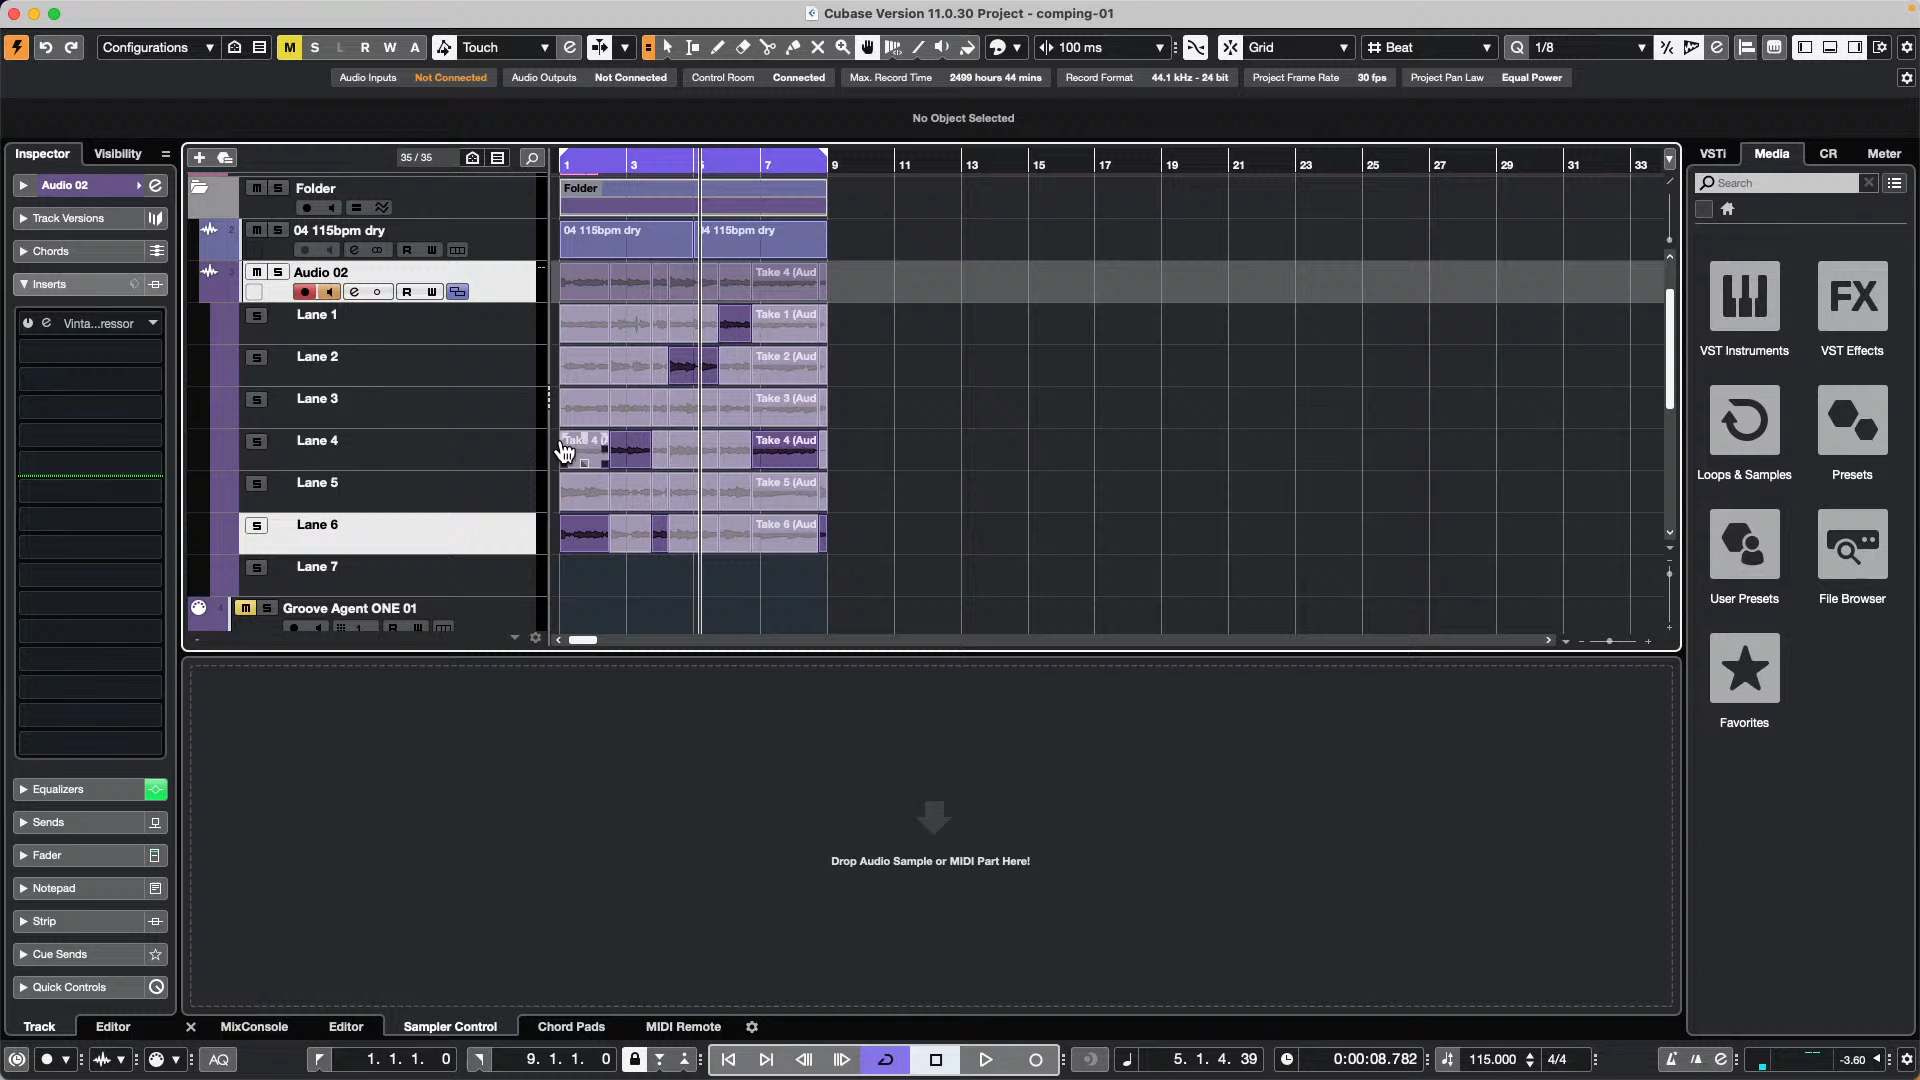 Cubase Version 11.0.30 Project - comping-01
Configurations
M S L R W A
Touch
100 ms
Grid
Beat
Q 1/8
Audio Inputs Not Connected Audio Outputs Not Connected Control Room Connected Max. Record Time 2499 hours 44 mins Record Format 44.1 kHz - 24 bit Project Frame Rate 30 fps Project Pan Law Equal Power
No Object Selected
Inspector Visibility
Audio 02
Track Versions
Chords
Inserts
Vinta...ressor
Equalizers
Sends
Fader
Notepad
Strip
Cue Sends
Quick Controls
Track Editor
35 / 35
1 3 5 7 9 11 13 15 17 19 21 23 25 27 29 31 33
m s Folder
Folder
2 m s 04 115bpm dry
R W
04 115bpm dry 04 115bpm dry
3 m s Audio 02
e R W
Take 4 (Aud
s Lane 1
Take 1 (Aud
s Lane 2
Take 2 (Aud
s Lane 3
Take 3 (Aud
s Lane 4
Take 4 (A Take 4 (Aud
s Lane 5
Take 5 (Aud
s Lane 6
Take 6 (Aud
s Lane 7
4 m s Groove Agent ONE 01
Drop Audio Sample or MIDI Part Here!
MixConsole Editor Sampler Control Chord Pads MIDI Remote
VSTi Media CR Meter
Search
VST Instruments
FX
VST Effects
Loops & Samples
Presets
User Presets
File Browser
Favorites
AQ
1. 1. 1. 0
9. 1. 1. 0
5. 1. 4. 39
0:00:08.782
115.000
4/4
-3.60